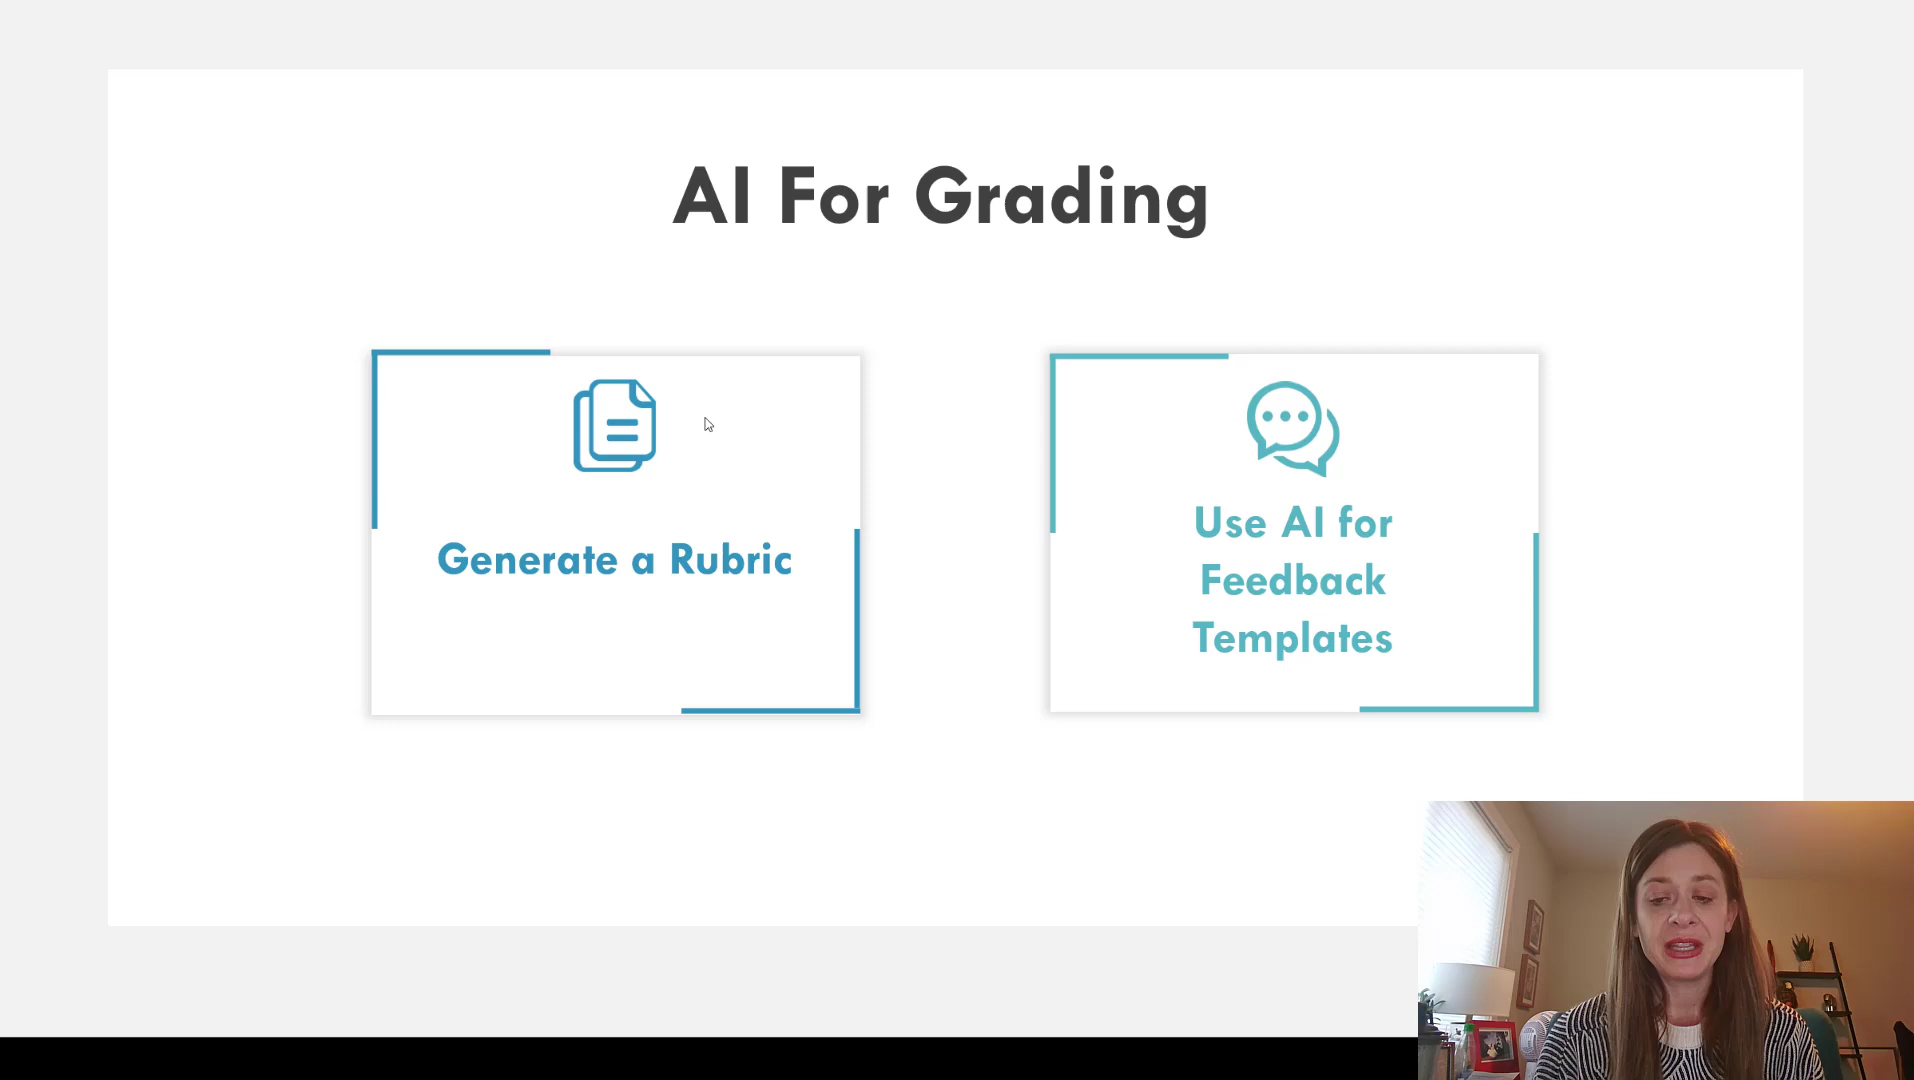 AI For Grading
Generate a Rubric
Use AI for
Feedback
Templates